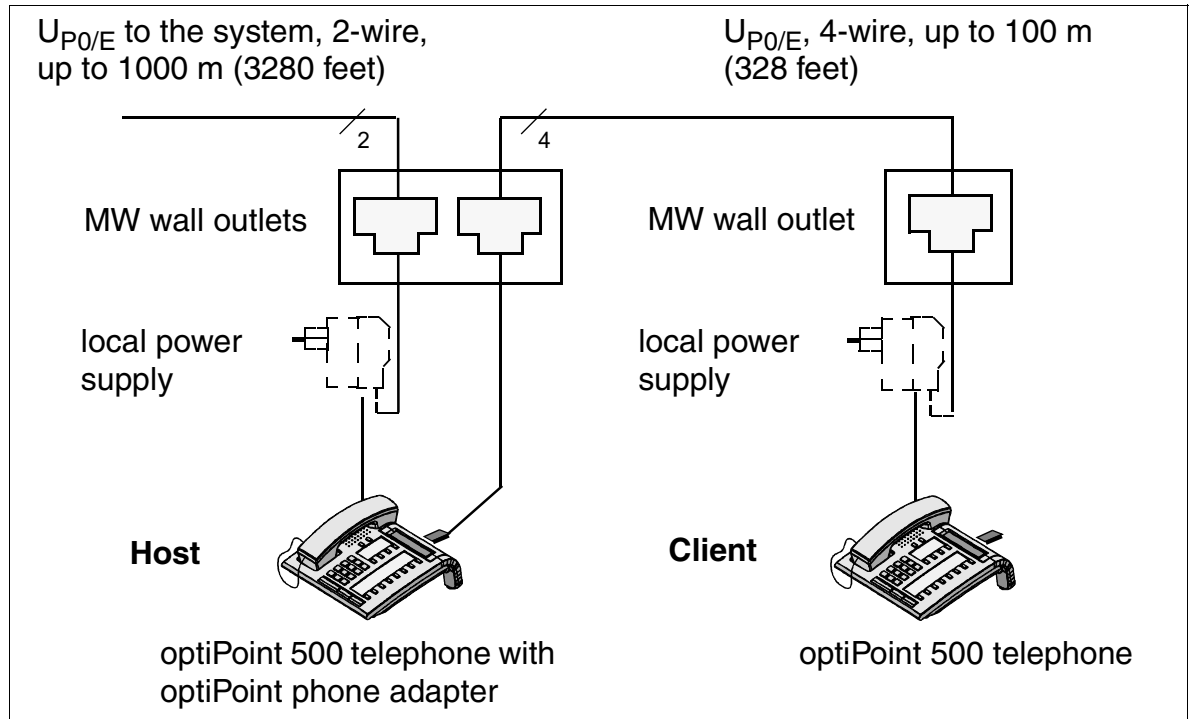 U_P0/E to the system, 2-wire,
up to 1000 m (3280 feet)
U_P0/E, 4-wire, up to 100 m
(328 feet)
2
4
MW wall outlets
MW wall outlet
local power
supply
local power
supply
Host
Client
optiPoint 500 telephone with
optiPoint phone adapter
optiPoint 500 telephone